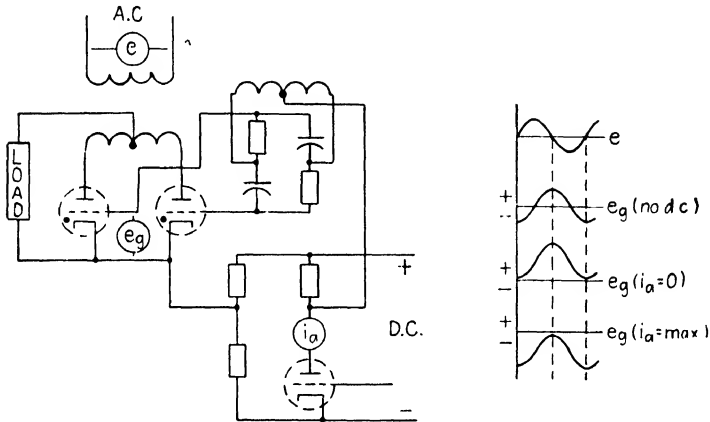 A.C
e
LOAD
eg
+
D.C.
ia
−
e
+
−
eg (no dc)
+
−
eg (ia=0)
+
−
eg (ia=max)